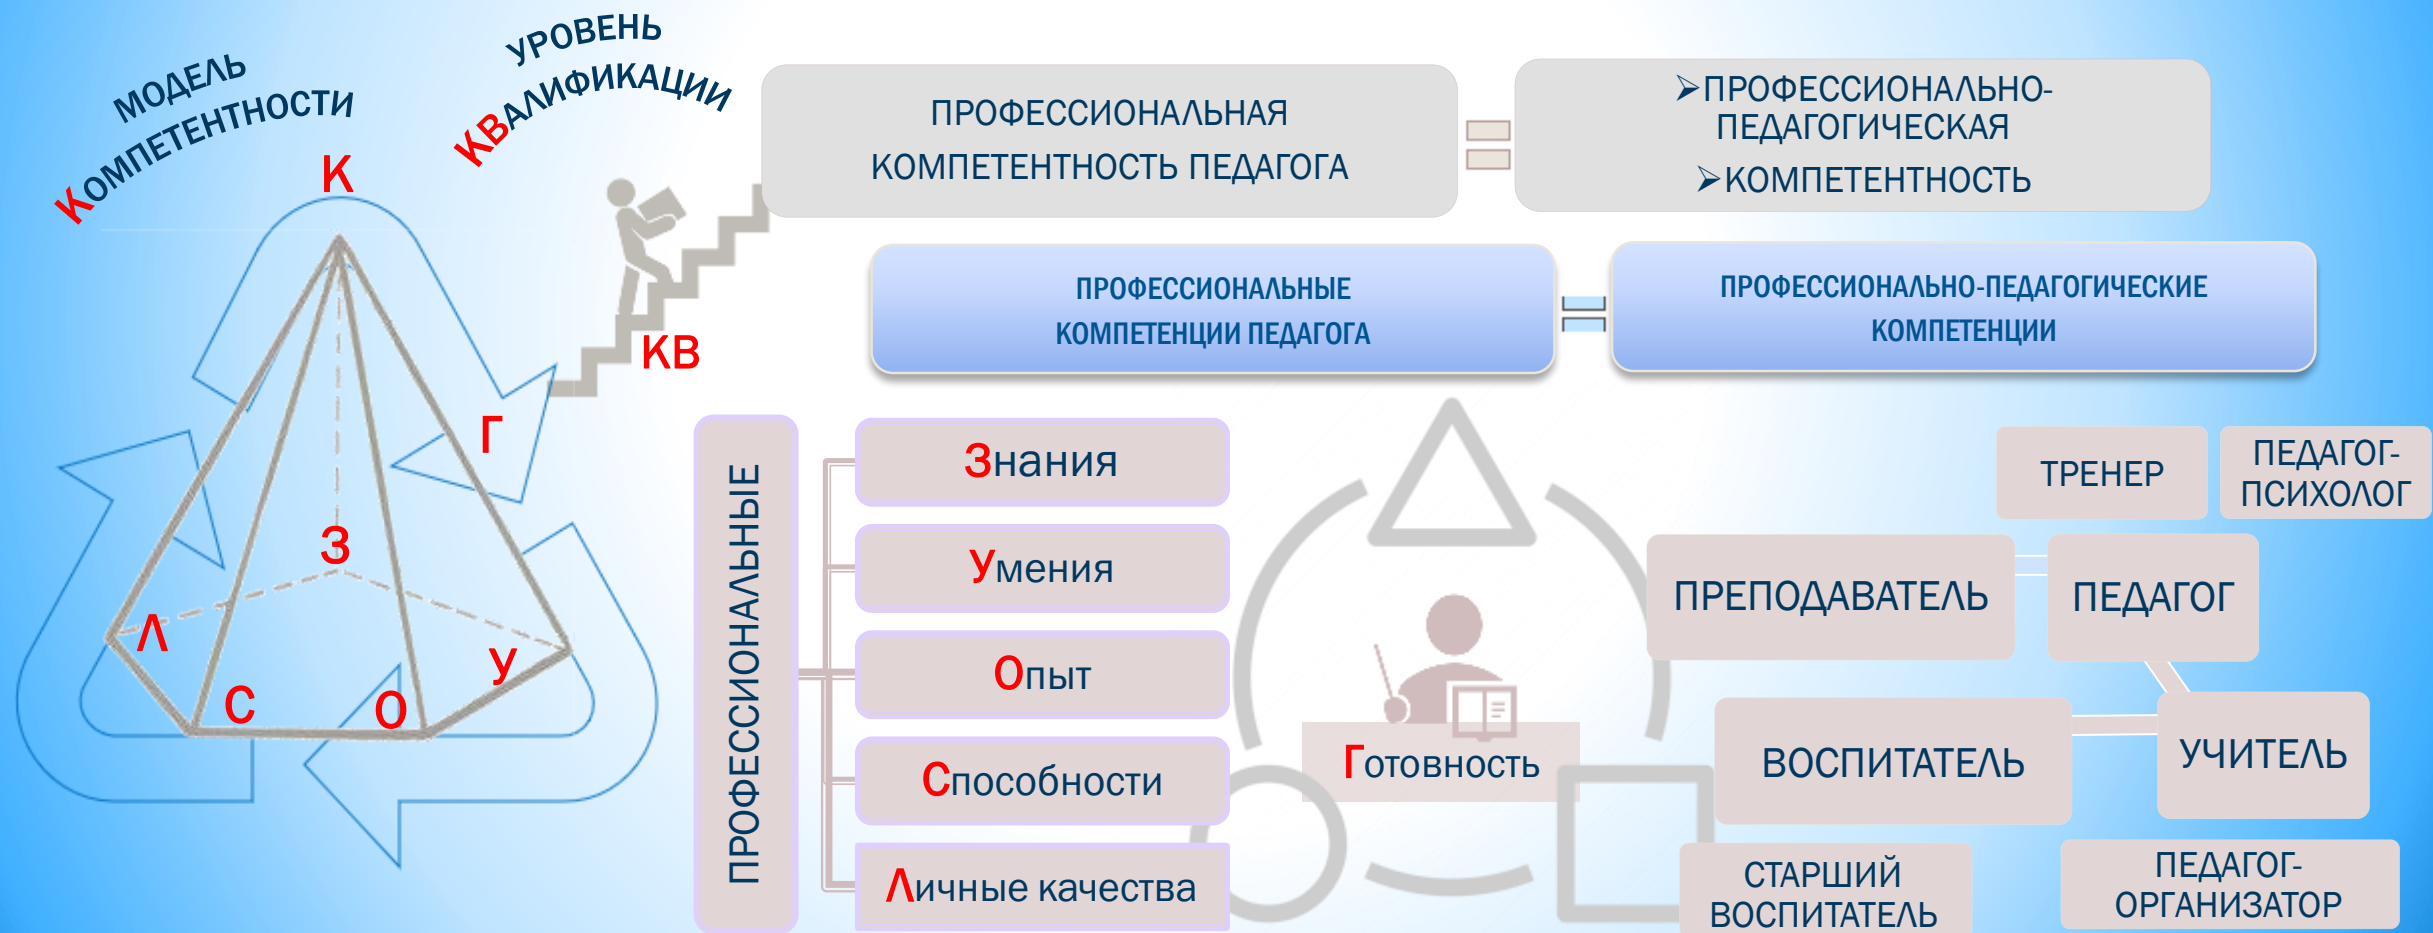 МОДЕЛЬ
КОМПЕТЕНТНОСТИ
УРОВЕНЬ
КВАЛИФИКАЦИИ
К
Г
КВ
З
Л
У
С
О
ПРОФЕССИОНАЛЬНАЯ
КОМПЕТЕНТНОСТЬ ПЕДАГОГА
➢ПРОФЕССИОНАЛЬНО-
ПЕДАГОГИЧЕСКАЯ
➢КОМПЕТЕНТНОСТЬ
ПРОФЕССИОНАЛЬНЫЕ
КОМПЕТЕНЦИИ ПЕДАГОГА
ПРОФЕССИОНАЛЬНО-ПЕДАГОГИЧЕСКИЕ
КОМПЕТЕНЦИИ
ПРОФЕССИОНАЛЬНЫЕ
Знания
Умения
Опыт
Способности
Личные качества
Готовность
ТРЕНЕР
ПЕДАГОГ-
ПСИХОЛОГ
ПРЕПОДАВАТЕЛЬ
ПЕДАГОГ
ВОСПИТАТЕЛЬ
УЧИТЕЛЬ
СТАРШИЙ
ВОСПИТАТЕЛЬ
ПЕДАГОГ-
ОРГАНИЗАТОР